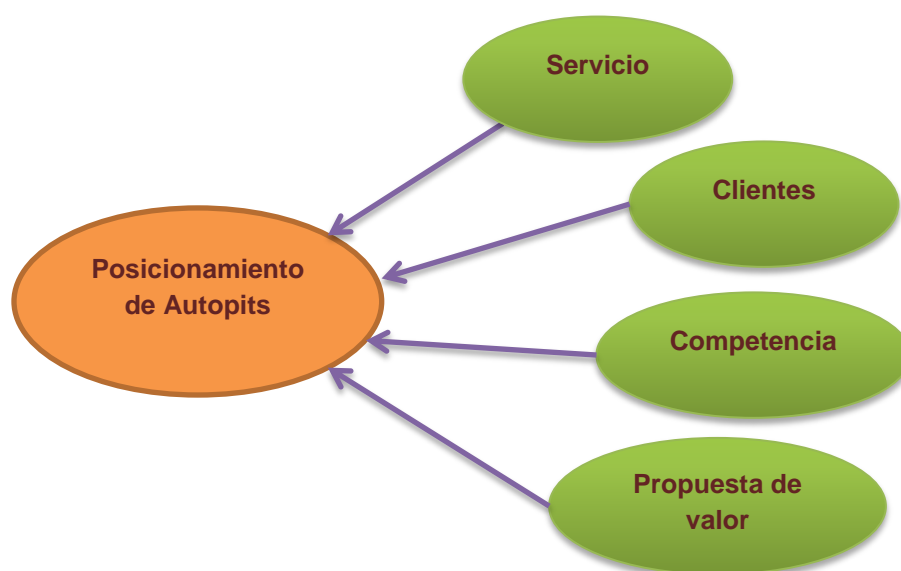 Servicio
Clientes
Posicionamiento
de Autopits
Competencia
Propuesta de
valor